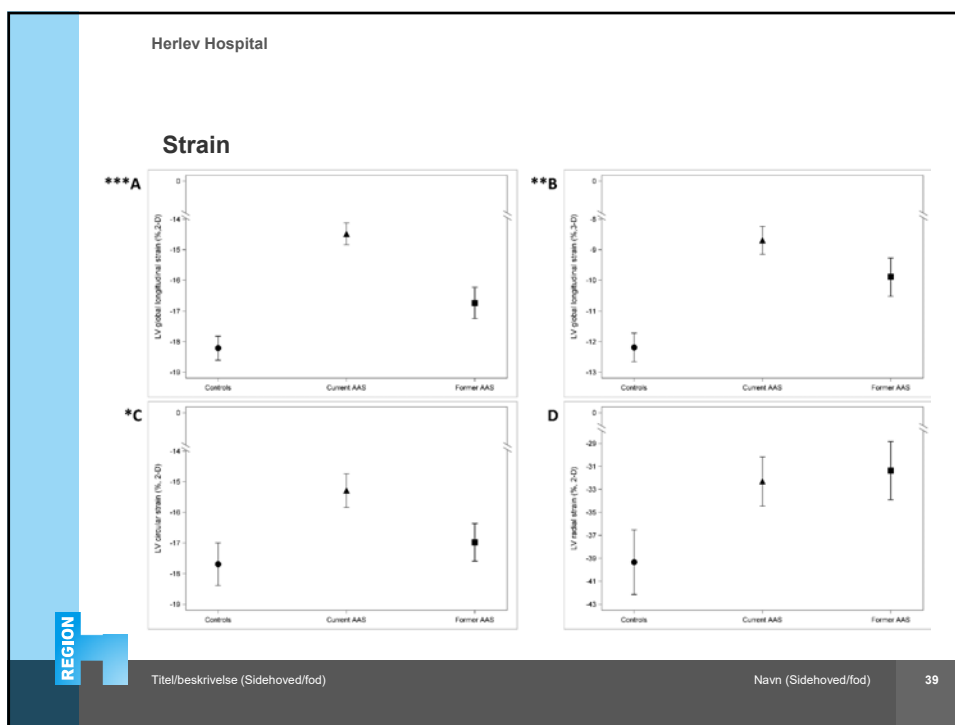 Herlev Hospital
Strain
***A
LV global longitudinal strain (%,2-D)
0
-14
-15
-16
-17
-18
-19
Controls
Current AAS
Former AAS
**B
LV global longitudinal strain (%,3-D)
0
-8
-9
-10
-11
-12
-13
Controls
Current AAS
Former AAS
*C
LV circular strain (%, 2-D)
0
-14
-15
-16
-17
-18
-19
Controls
Current AAS
Former AAS
D
LV radial strain (%, 2-D)
0
-29
-31
-33
-35
-37
-39
-41
-43
Controls
Current AAS
Former AAS
REGION
Titel/beskrivelse (Sidehoved/fod)
Navn (Sidehoved/fod)
39